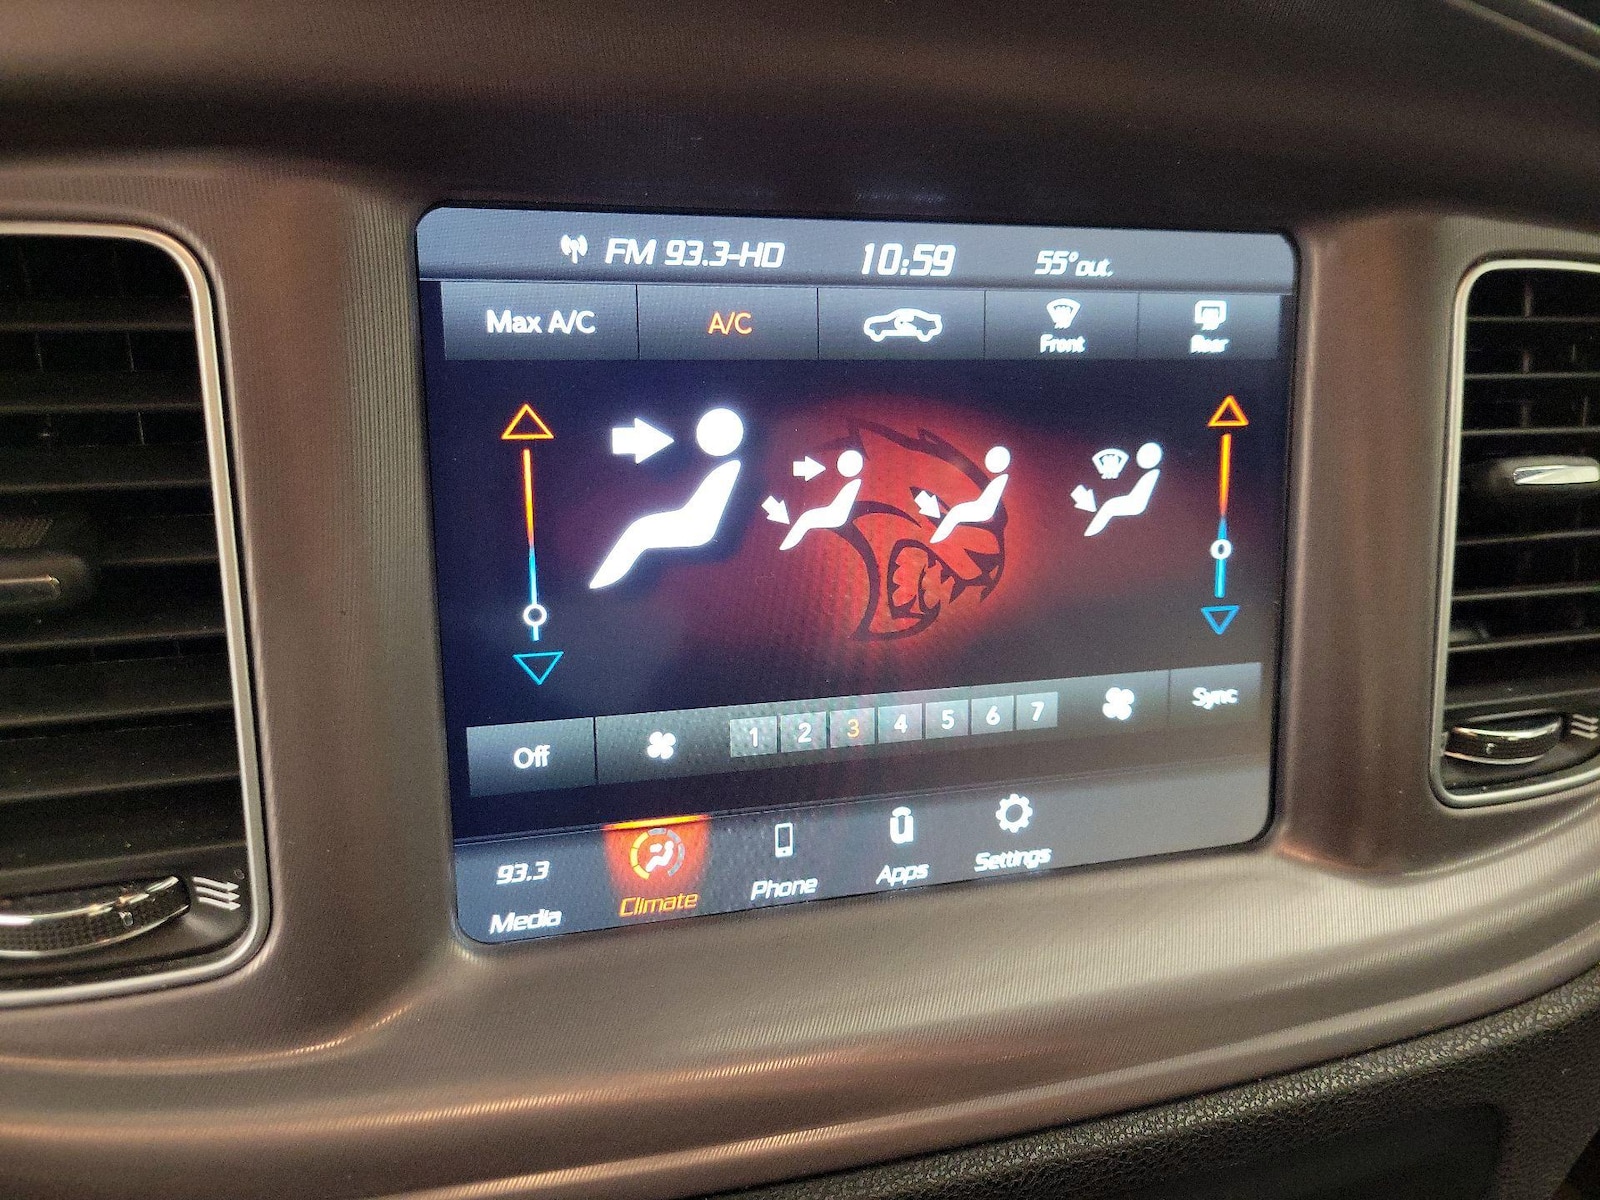 FM 93.3-HD 10:59 55° out.
Max A/C A/C Front Rear
Off 1 2 3 4 5 6 7 Sync
93.3
Media Climate Phone Apps Settings